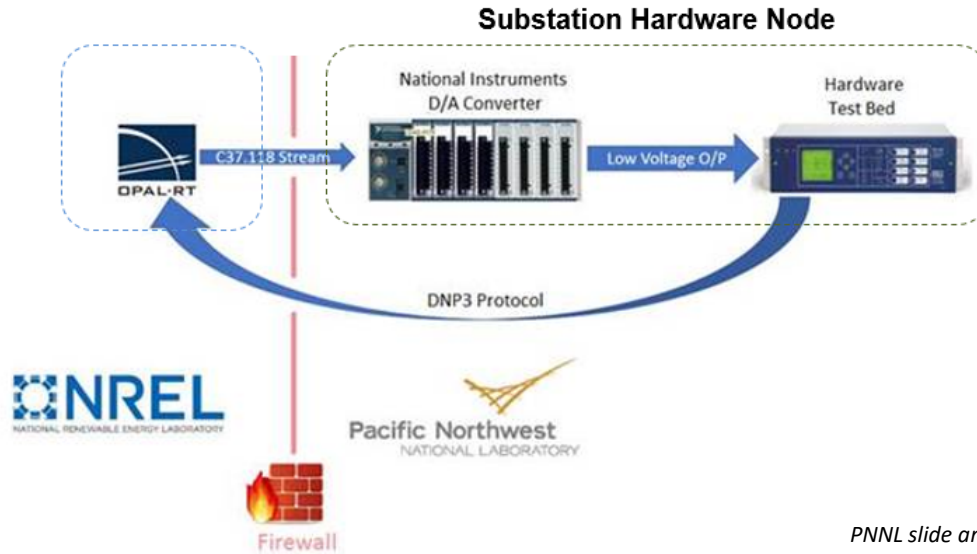 Substation Hardware Node
National Instruments
D/A Converter
Hardware
Test Bed
C37.118 Stream
Low Voltage O/P
OPAL-RT
DNP3 Protocol
NREL
NATIONAL RENEWABLE ENERGY LABORATORY
Pacific Northwest
NATIONAL LABORATORY
Firewall
PNNL slide